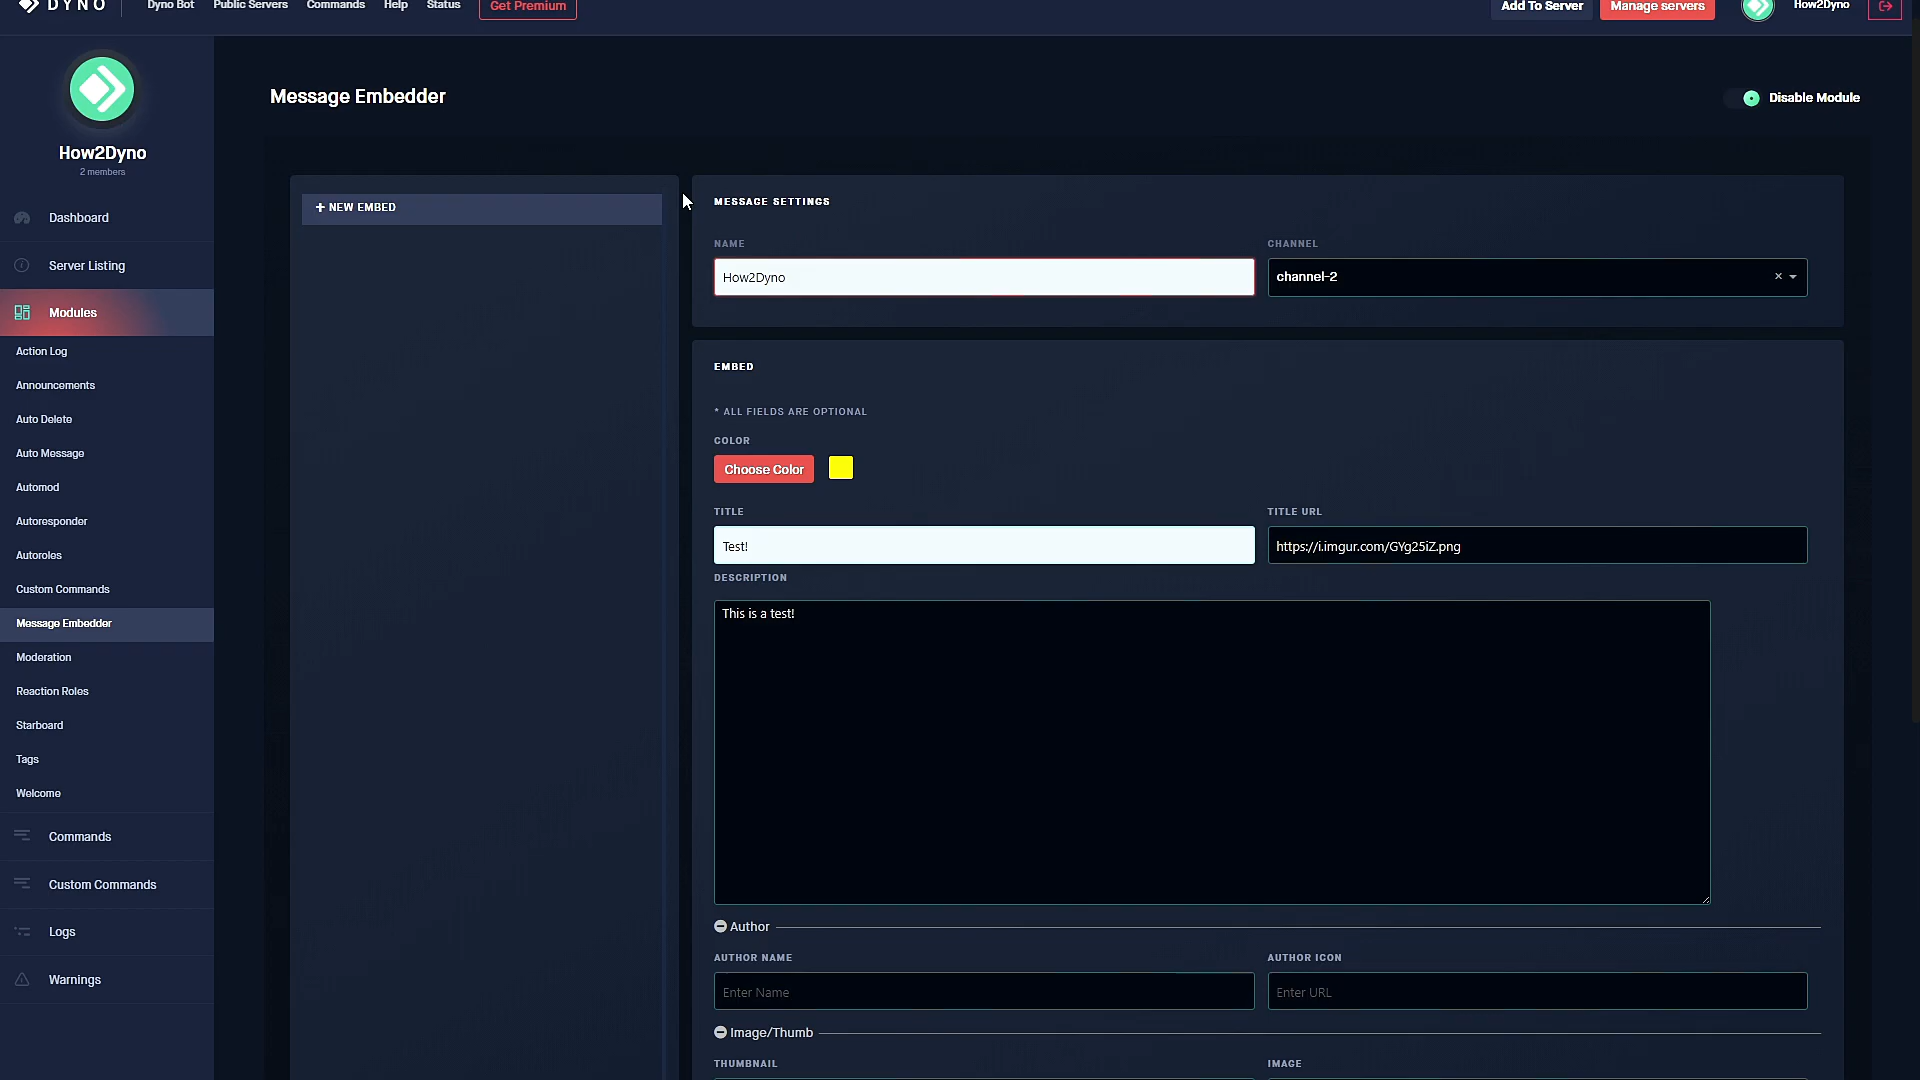 DYNO
Dyno Bot
Public Servers
Commands
Help
Status
Get Premium
Add To Server
Manage servers
How2Dyno
How2Dyno
2 members
Dashboard
Server Listing
Modules
Action Log
Announcements
Auto Delete
Auto Message
Automod
Autoresponder
Autoroles
Custom Commands
Message Embedder
Moderation
Reaction Roles
Starboard
Tags
Welcome
Commands
Custom Commands
Logs
Warnings
Message Embedder
Disable Module
+ NEW EMBED
MESSAGE SETTINGS
NAME
CHANNEL
How2Dyno
channel-2 ×
EMBED
* ALL FIELDS ARE OPTIONAL
COLOR
Choose Color
TITLE
TITLE URL
Test!
https://i.imgur.com/GYg25iZ.png
DESCRIPTION
This is a test!
Author
AUTHOR NAME
AUTHOR ICON
Enter Name
Enter URL
Image/Thumb
THUMBNAIL
IMAGE